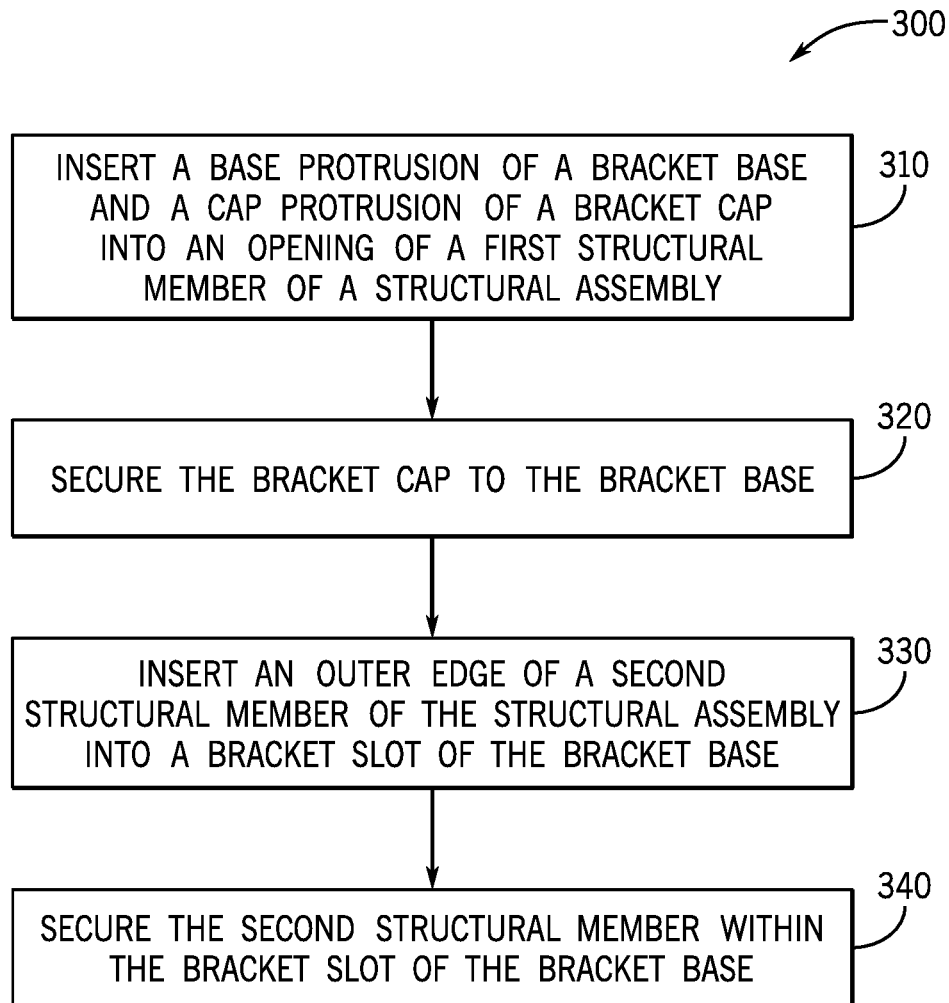 300
INSERT A BASE PROTRUSION OF A BRACKET BASE
AND A CAP PROTRUSION OF A BRACKET CAP
INTO AN OPENING OF A FIRST STRUCTURAL
MEMBER OF A STRUCTURAL ASSEMBLY
310
SECURE THE BRACKET CAP TO THE BRACKET BASE
320
INSERT AN OUTER EDGE OF A SECOND
STRUCTURAL MEMBER OF THE STRUCTURAL ASSEMBLY
INTO A BRACKET SLOT OF THE BRACKET BASE
330
SECURE THE SECOND STRUCTURAL MEMBER WITHIN
THE BRACKET SLOT OF THE BRACKET BASE
340